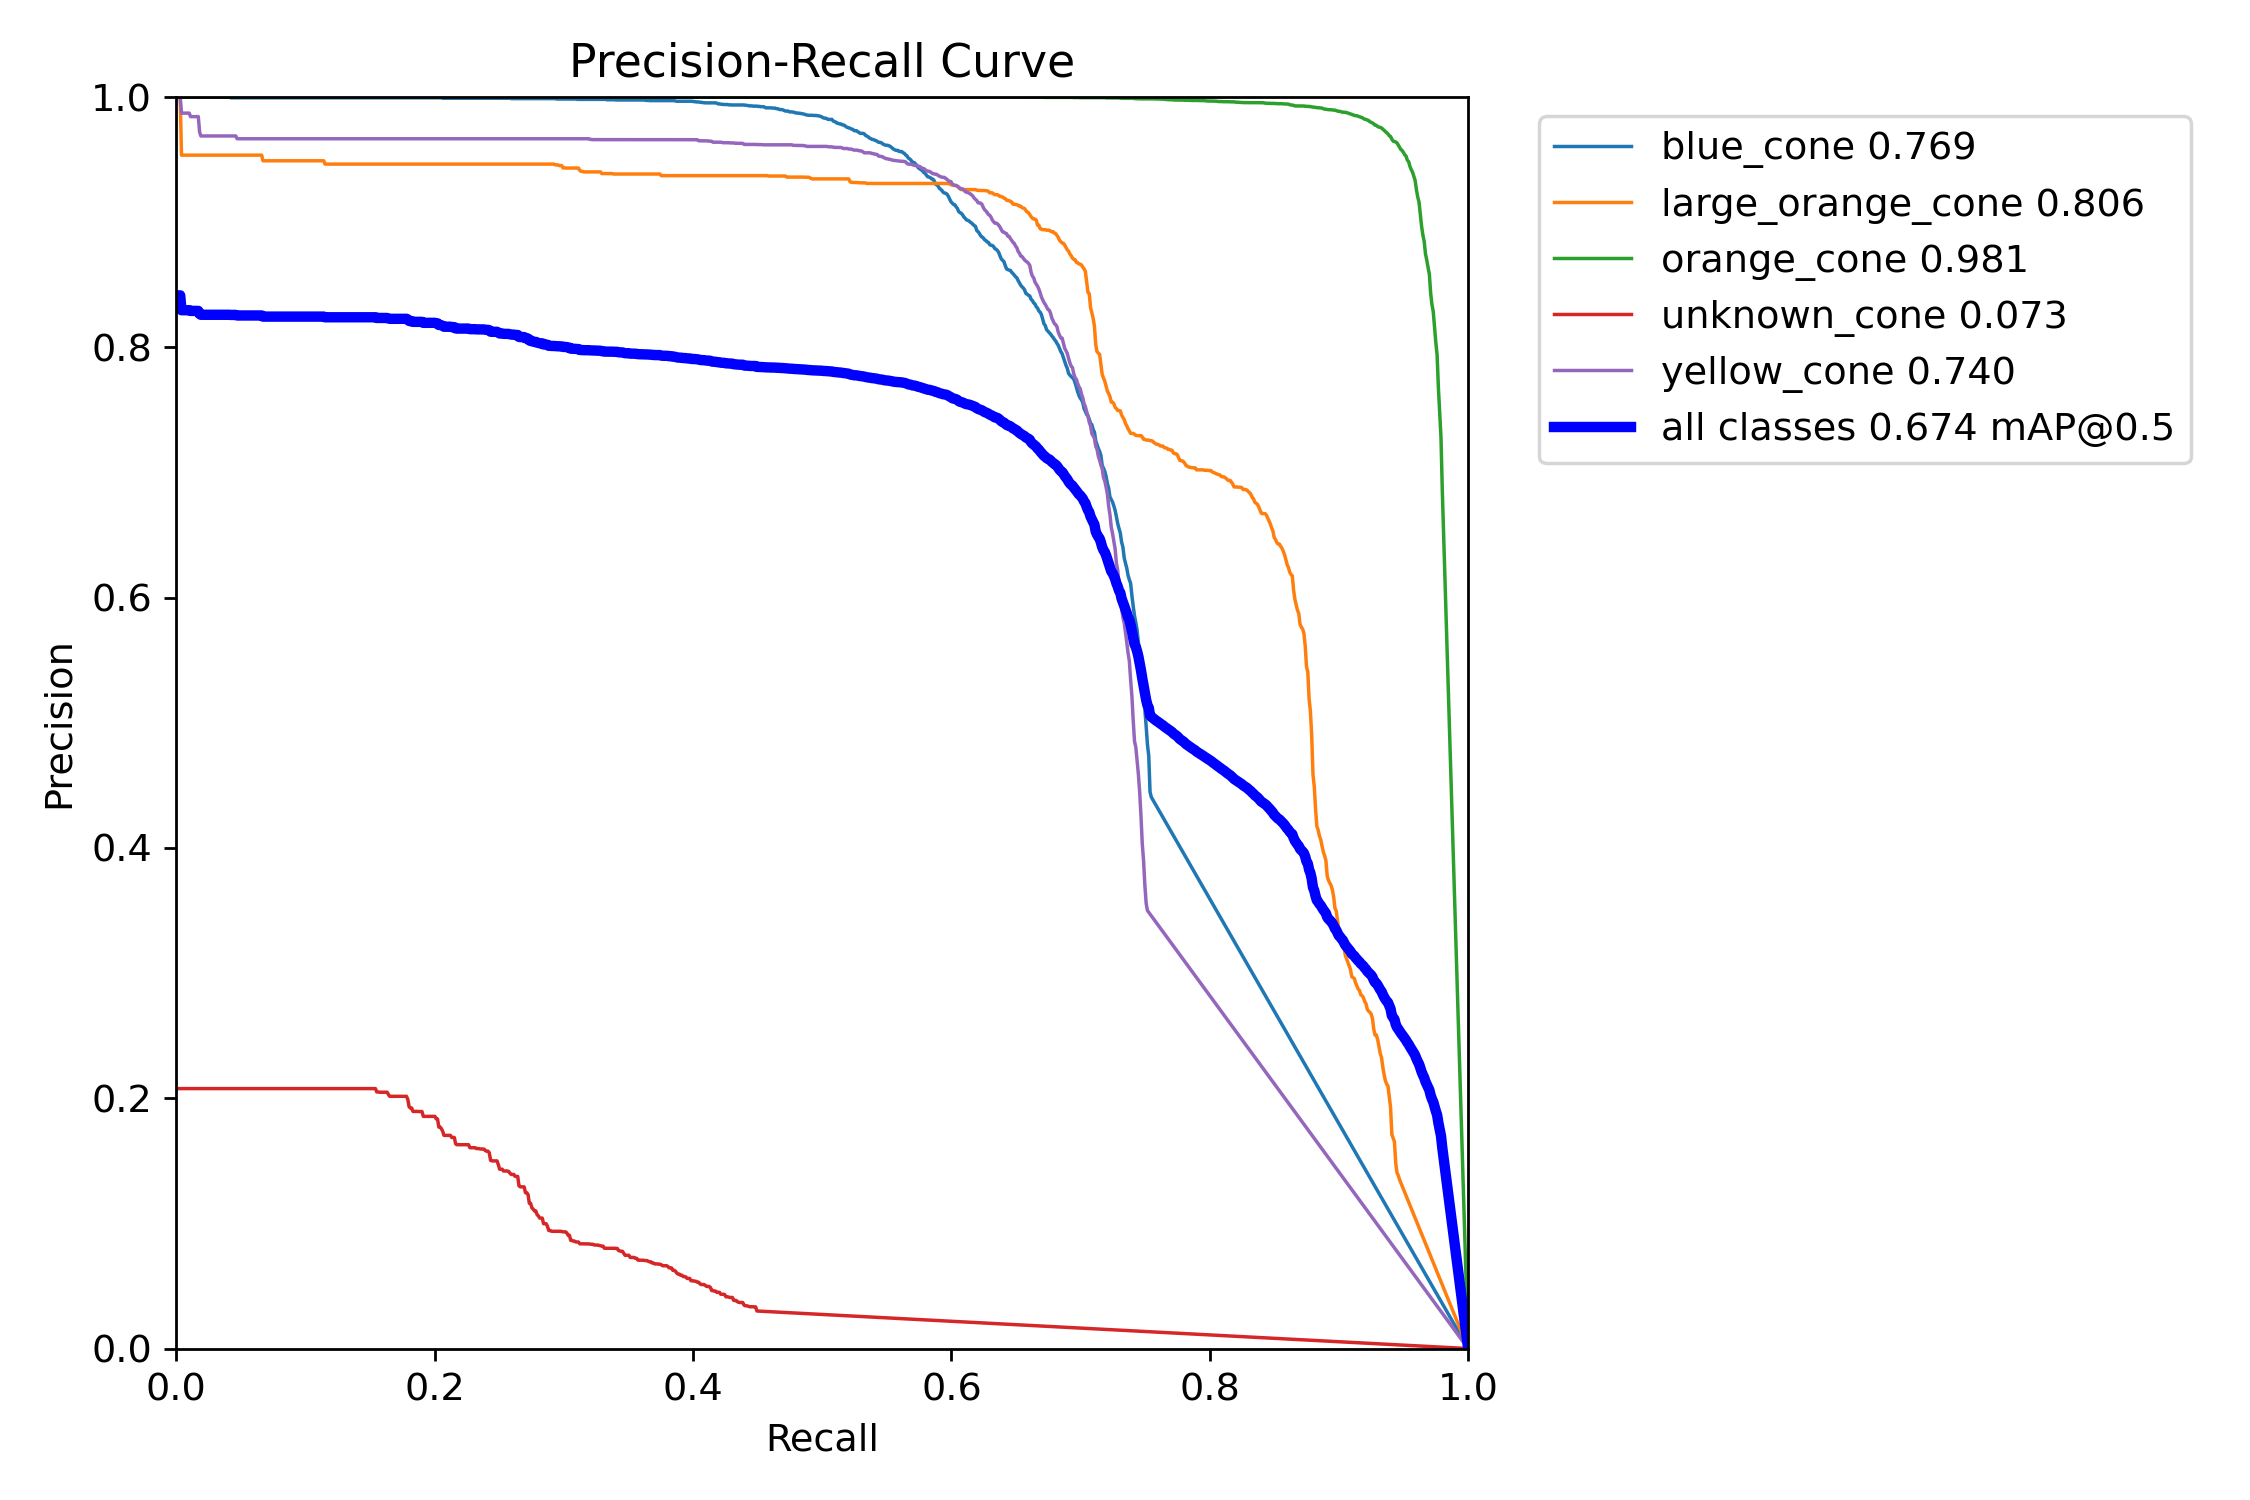 Precision-Recall Curve
1.0
0.8
0.6
0.4
0.2
0.0
Precision
0.0 0.2 0.4 0.6 0.8 1.0
Recall
blue_cone 0.769
large_orange_cone 0.806
orange_cone 0.981
unknown_cone 0.073
yellow_cone 0.740
all classes 0.674 mAP@0.5